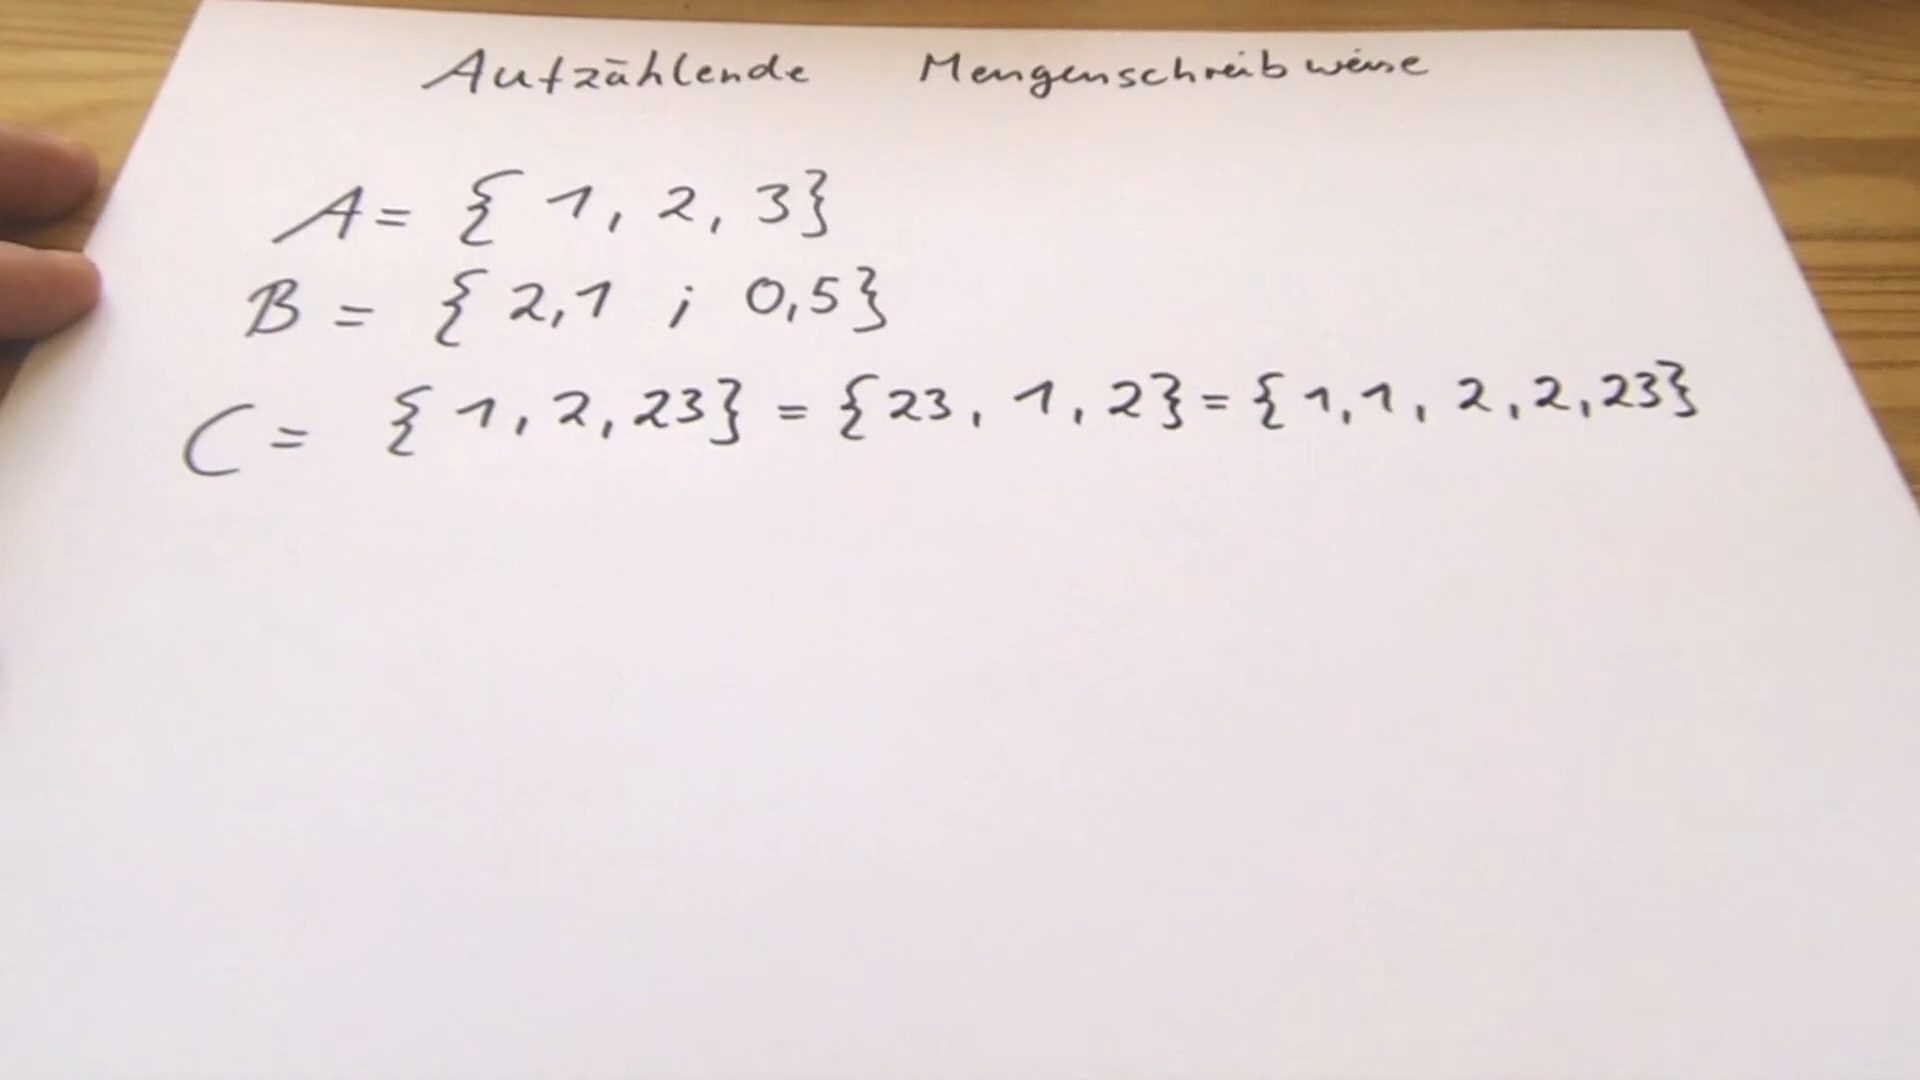 Aufzählende Mengenschreibweise
A = { 1, 2, 3}
B = { 2,1 ; 0,5}
C = { 1, 2, 23} = {23, 1, 2} = {1,1, 2,2,23}